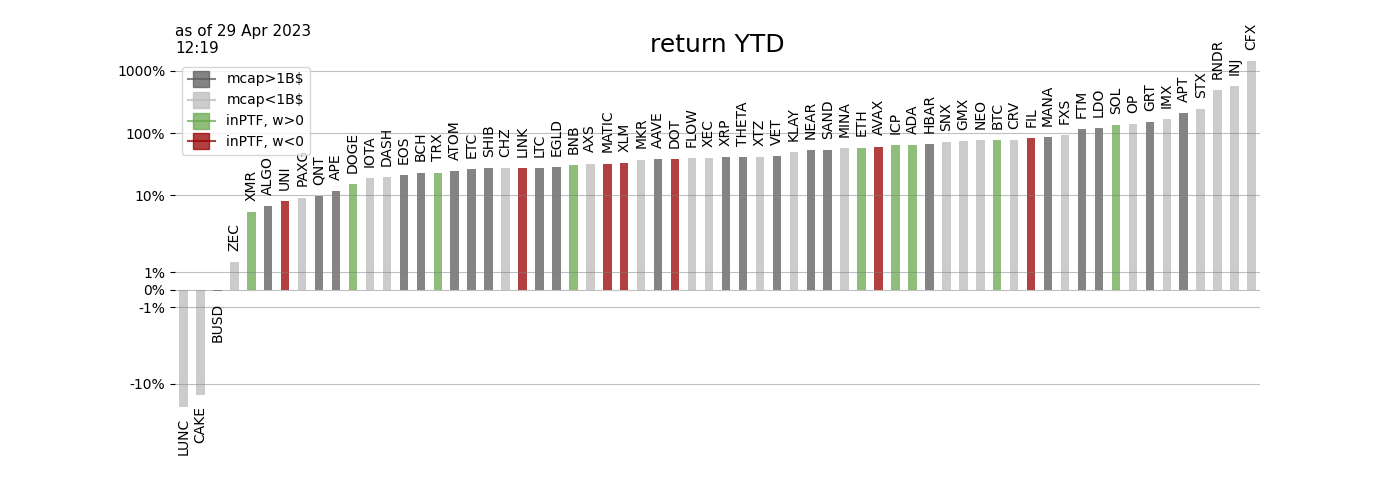 as of 29 Apr 2023
12:19
return YTD
mcap>1B$
mcap<1B$
inPTF, w>0
inPTF, w<0
1000%
100%
10%
1%
0%
-1%
-10%
LUNC
CAKE
BUSD
ZEC
XMR
ALGO
UNI
PAXG
QNT
APE
DOGE
IOTA
DASH
EOS
BCH
TRX
ATOM
ETC
SHIB
CHZ
LINK
LTC
EGLD
BNB
AXS
MATIC
XLM
MKR
AAVE
DOT
FLOW
XEC
XRP
THETA
XTZ
VET
KLAY
NEAR
SAND
MINA
ETH
AVAX
ICP
ADA
HBAR
SNX
GMX
NEO
BTC
CRV
FIL
MANA
FXS
FTM
LDO
SOL
OP
GRT
IMX
APT
STX
RNDR
INJ
CFX